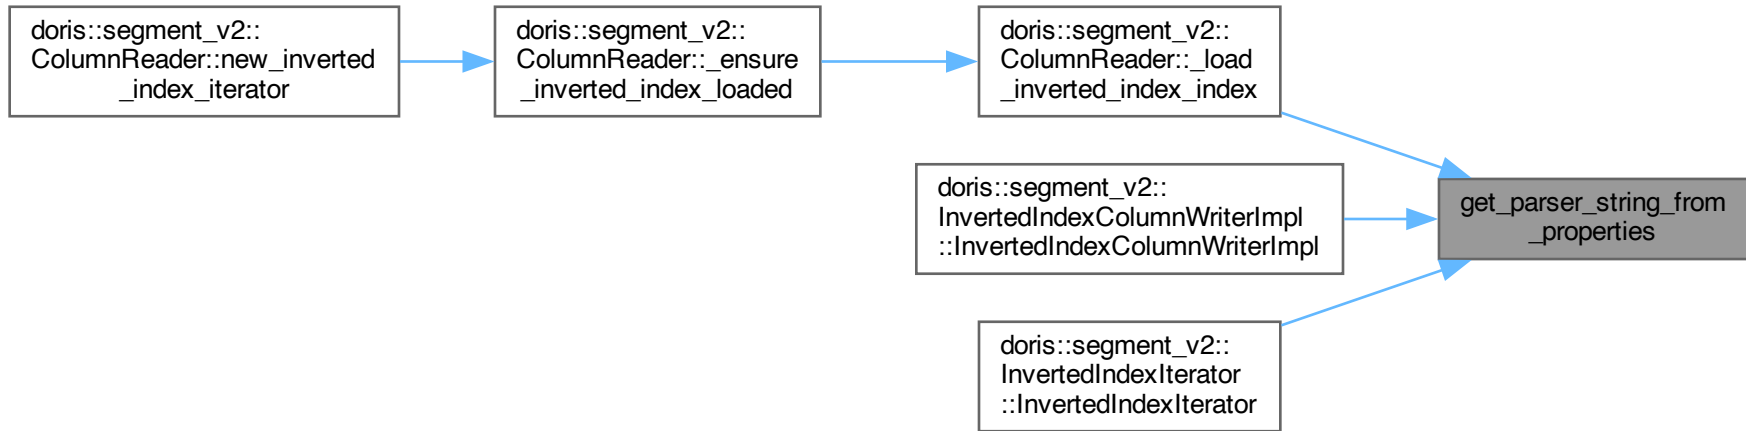 doris::segment_v2::
ColumnReader::new_inverted
_index_iterator
doris::segment_v2::
ColumnReader::_ensure
_inverted_index_loaded
doris::segment_v2::
ColumnReader::_load
_inverted_index_index
doris::segment_v2::
InvertedIndexColumnWriterImpl
::InvertedIndexColumnWriterImpl
get_parser_string_from
_properties
doris::segment_v2::
InvertedIndexIterator
::InvertedIndexIterator